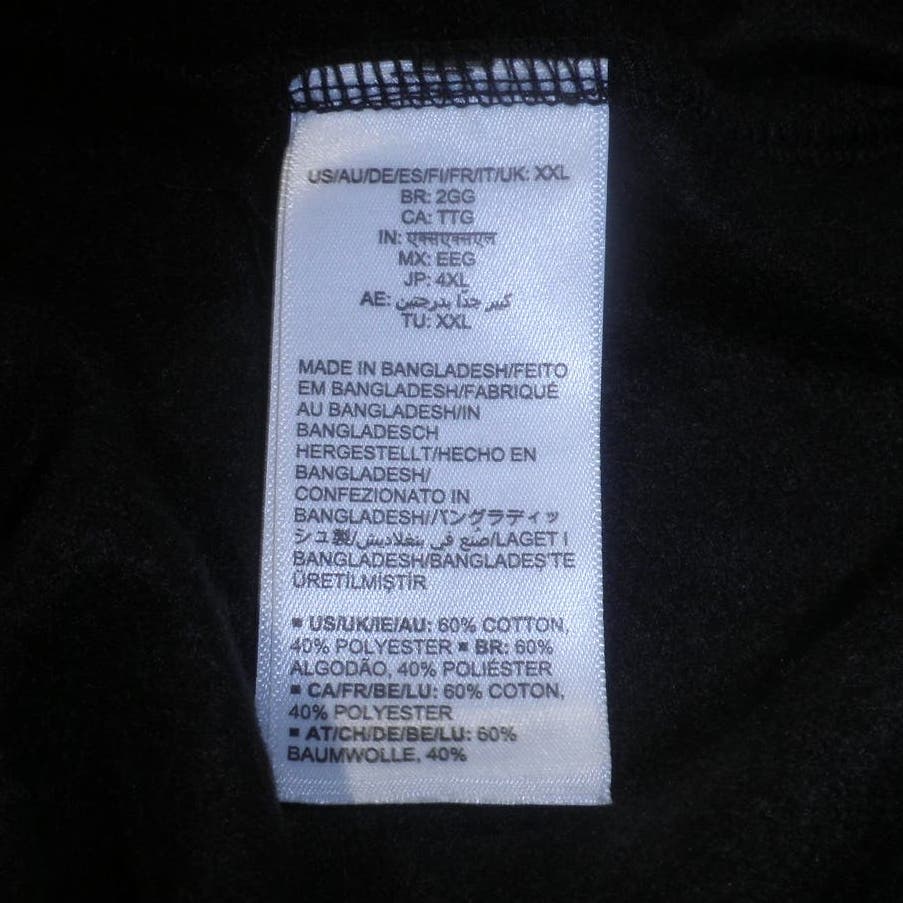 US/AU/DE/ES/FI/FR/IT/UK: XXL
BR: 2GG
CA: TTG
IN: एक्सएक्सएल
MX: EEG
JP: 4XL
AE: كبير جدًا بدرجتين
TU: XXL
MADE IN BANGLADESH/FEITO
EM BANGLADESH/FABRIQUÉ
AU BANGLADESH/IN
BANGLADESCH
HERGESTELLT/HECHO EN
BANGLADESH/
CONFEZIONATO IN
BANGLADESH/バングラディッ
シュ製/صنع في بنغلاديش/LAGET I
BANGLADESH/BANGLADEŞ'TE
ÜRETİLMİŞTİR
▪ US/UK/IE/AU: 60% COTTON,
40% POLYESTER ▪ BR: 60%
ALGODÃO, 40% POLIÉSTER
▪ CA/FR/BE/LU: 60% COTON,
40% POLYESTER
▪ AT/CH/DE/BE/LU: 60%
BAUMWOLLE, 40%